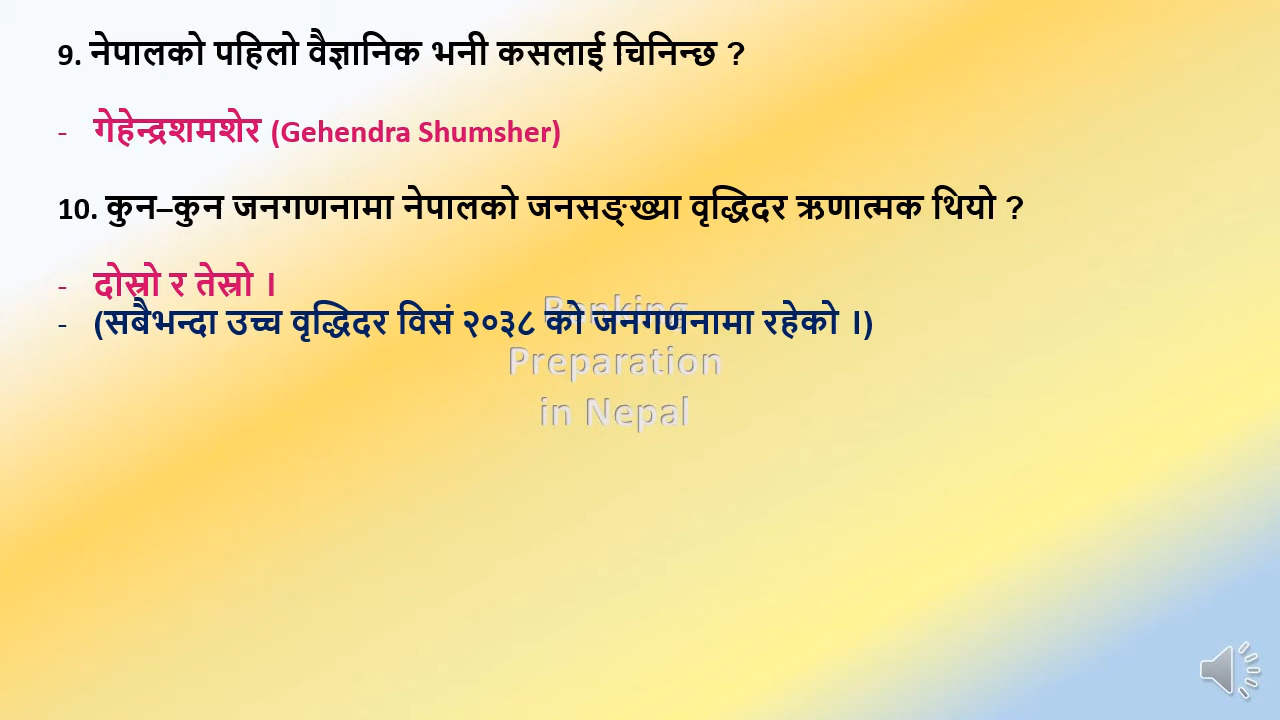 9. नेपालको पहिलो वैज्ञानिक भनी कसलाई चिनिन्छ ?
- गेहेन्द्रशमशेर (Gehendra Shumsher)
10. कुन–कुन जनगणनामा नेपालको जनसङ्ख्या वृद्धिदर ऋणात्मक थियो ?
- दोस्रो र तेस्रो ।
- (सबैभन्दा उच्च वृद्धिदर विसं २०३८ को जनगणनामा रहेको ।)
Banking
Preparation
in Nepal